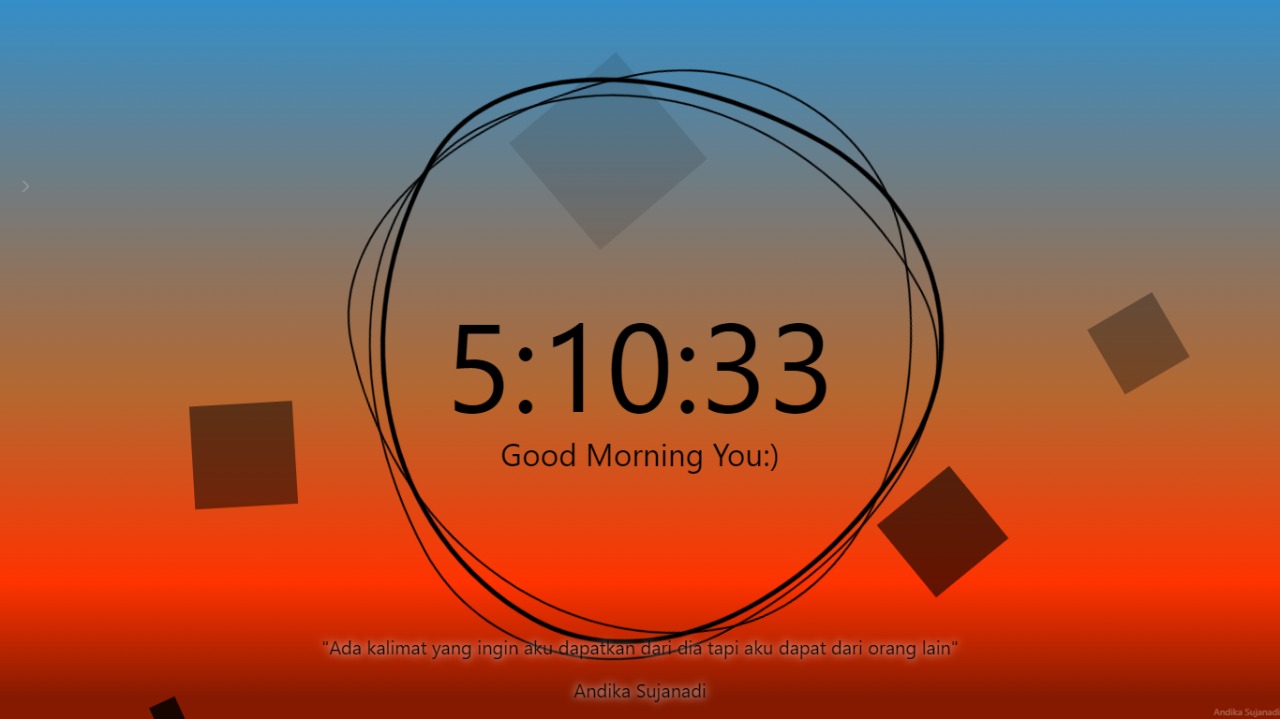 5:10:33
Good Morning You:)
"Ada kalimat yang ingin aku dapatkan dari dia tapi aku dapat dari orang lain"
Andika Sujanadi
Andika Sujanadi